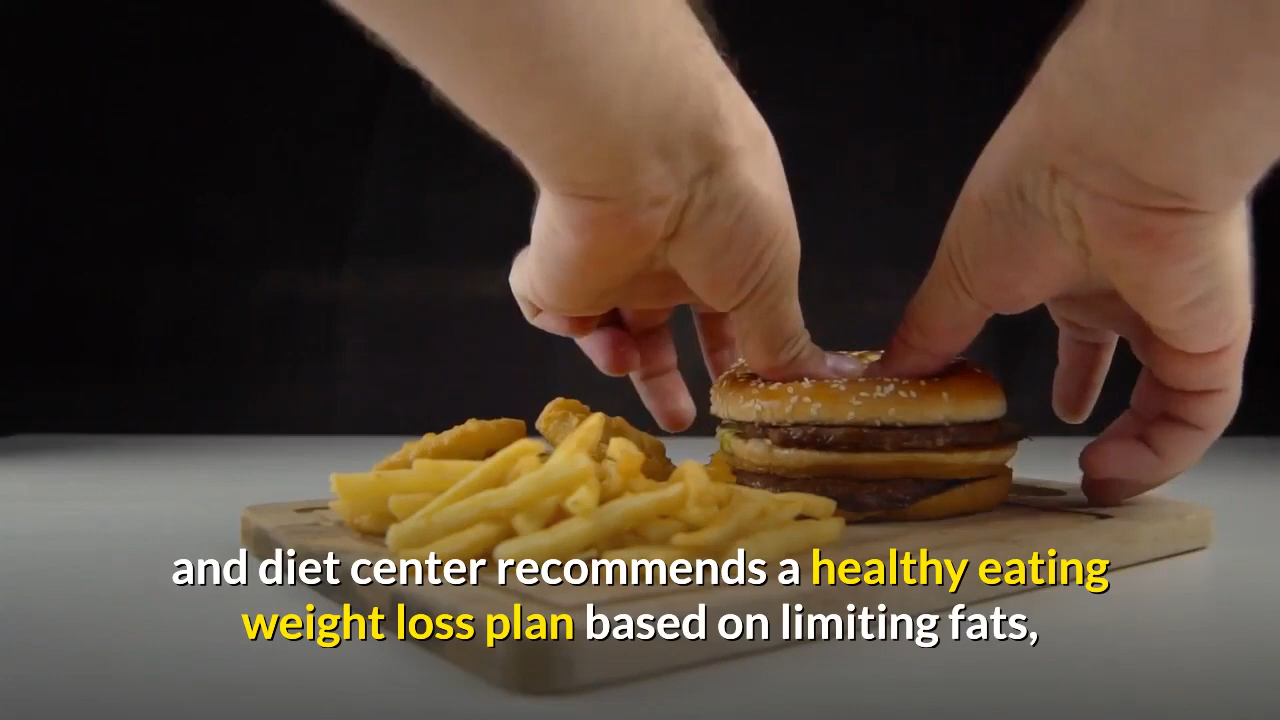 and diet center recommends a healthy eating
weight loss plan based on limiting fats,